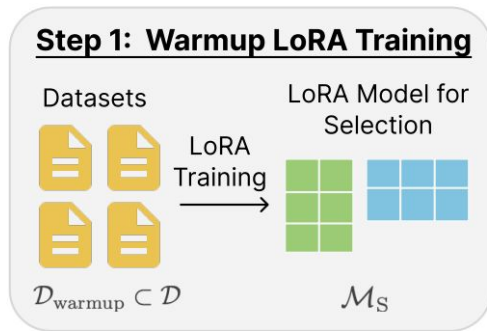 Step 1: Warmup LoRA Training
Datasets
LoRA
Training
LoRA Model for
Selection
𝒟warmup ⊂ 𝒟
ℳS